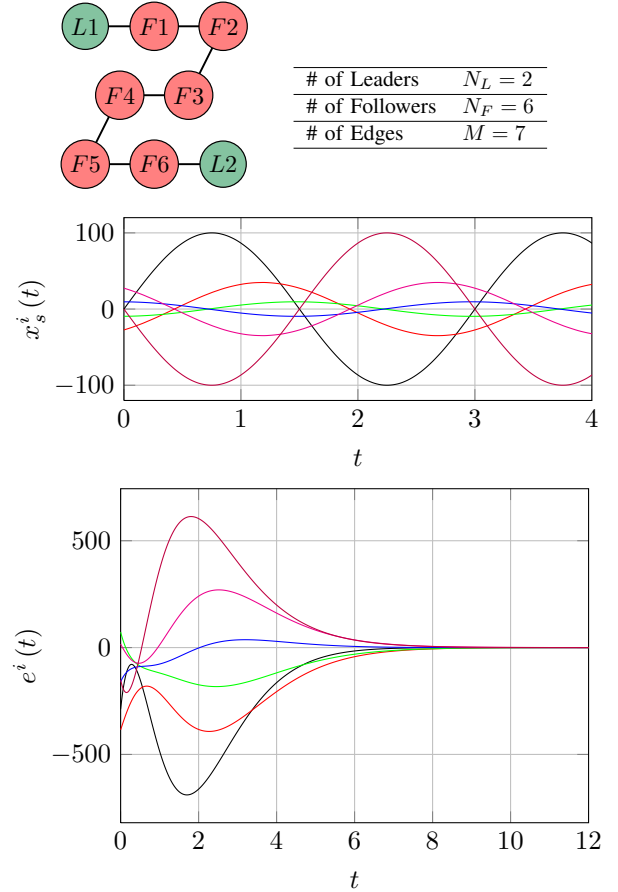 L1 F1 F2
F4 F3
F5 F6 L2
# of Leaders N_L = 2
# of Followers N_F = 6
# of Edges M = 7
100
0
−100
x_s^i(t)
0 1 2 3 4
t
500
0
−500
e^i(t)
0 2 4 6 8 10 12
t